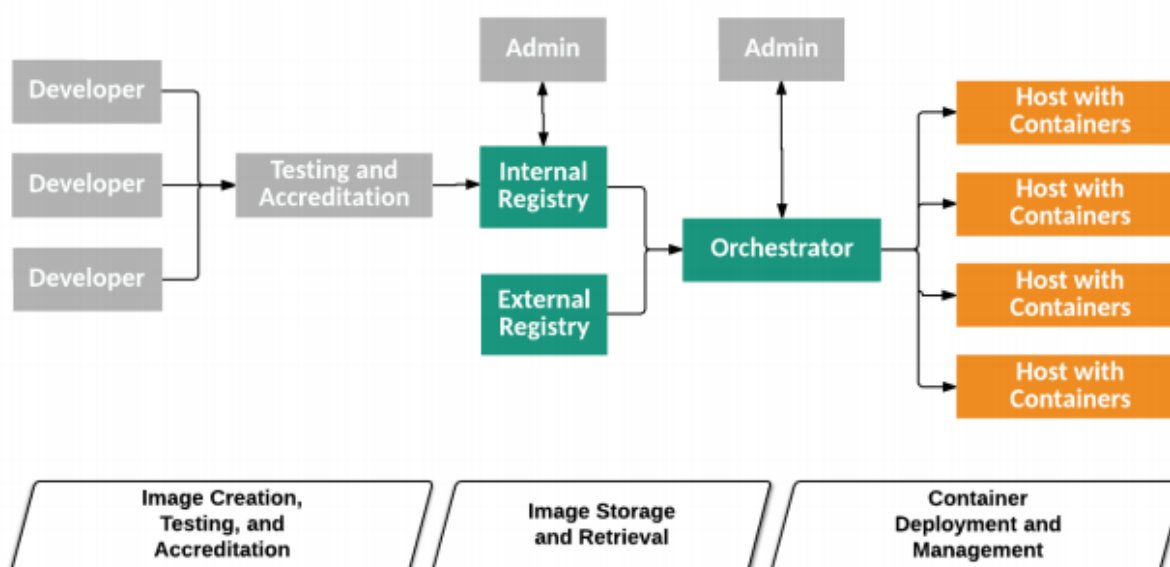 Admin
Admin
Developer
Developer
Developer
Testing and
Accreditation
Internal
Registry
External
Registry
Orchestrator
Host with
Containers
Host with
Containers
Host with
Containers
Host with
Containers
Image Creation,
Testing, and
Accreditation
Image Storage
and Retrieval
Container
Deployment and
Management